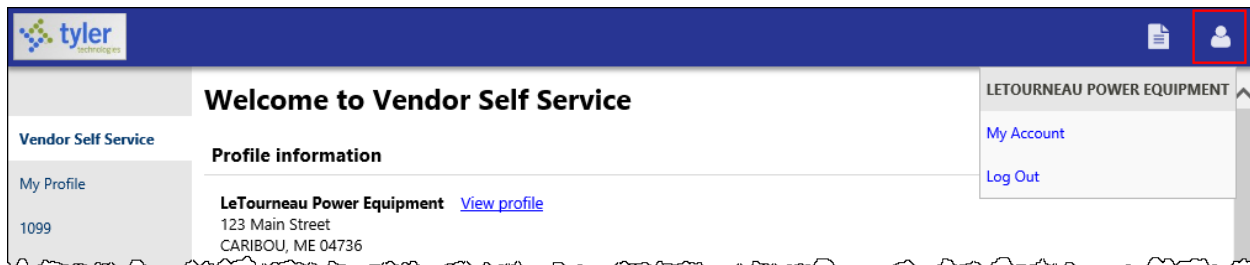 tyler
technologies
LETOURNEAU POWER EQUIPMENT
My Account
Log Out
Vendor Self Service
My Profile
1099
Welcome to Vendor Self Service
Profile information
LeTourneau Power Equipment View profile
123 Main Street
CARIBOU, ME 04736